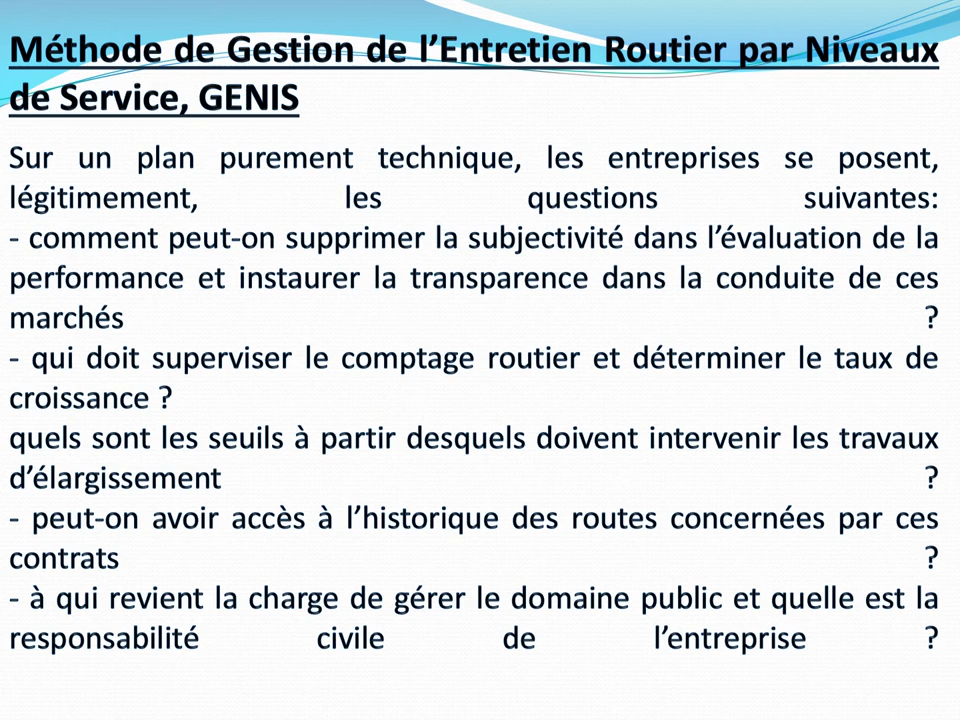 Méthode de Gestion de l’Entretien Routier par Niveaux
de Service, GENIS
Sur un plan purement technique, les entreprises se posent,
légitimement, les questions suivantes:
- comment peut-on supprimer la subjectivité dans l’évaluation de la
performance et instaurer la transparence dans la conduite de ces
marchés ?
- qui doit superviser le comptage routier et déterminer le taux de
croissance ?
quels sont les seuils à partir desquels doivent intervenir les travaux
d’élargissement ?
- peut-on avoir accès à l’historique des routes concernées par ces
contrats ?
- à qui revient la charge de gérer le domaine public et quelle est la
responsabilité civile de l’entreprise ?